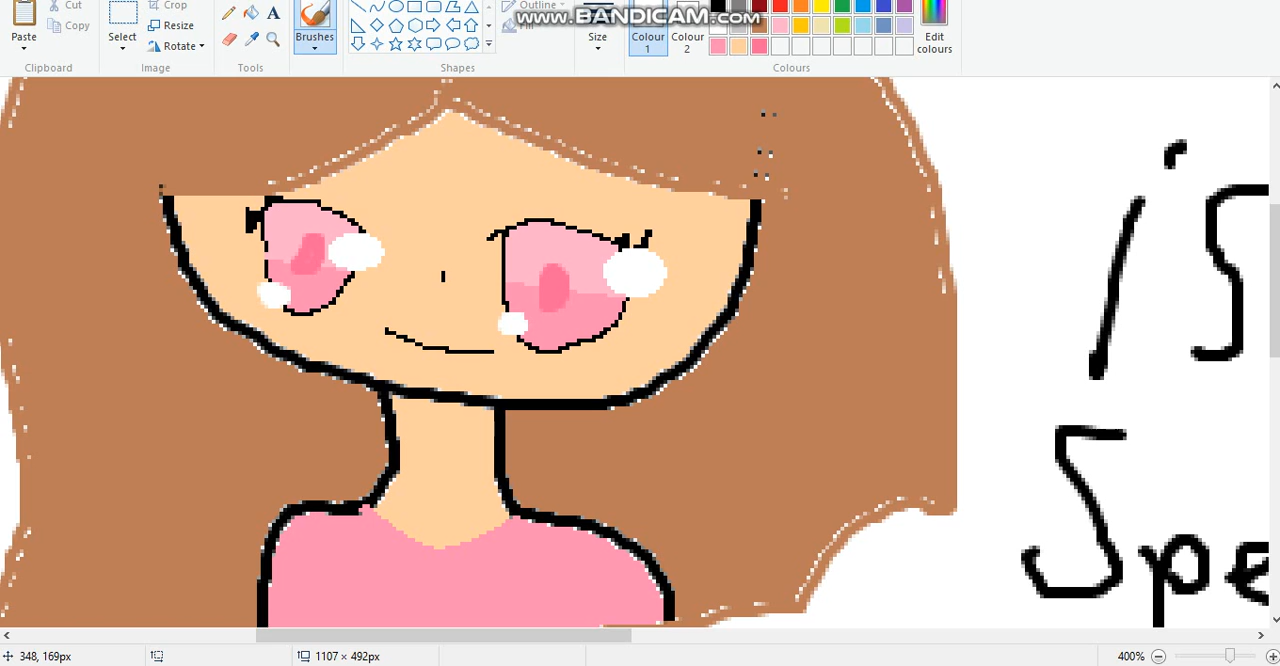 Cut
Crop
Outline
www.BANDICAM.com
Paste
Copy
Select
Resize
Rotate
Brushes
Fill
Size
Colour 1
Colour 2
Edit colours
Clipboard
Image
Tools
Shapes
Colours
is
Spe
348, 169px
1107 × 492px
400%